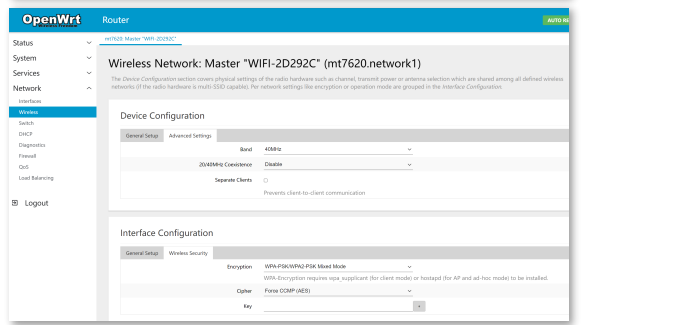 OpenWrt
Router
AUTO RE
Status
System
Services
Network
Interfaces
Wireless
Switch
DHCP
Diagnostics
Firewall
QoS
Load Balancing
Logout
mt7620: Master "WIFI-2D292C"
Wireless Network: Master "WIFI-2D292C" (mt7620.network1)
The Device Configuration section covers physical settings of the radio hardware such as channel, transmit power or antenna selection which are shared among all defined wireless
networks (if the radio hardware is multi-SSID capable). Per network settings like encryption or operation mode are grouped in the Interface Configuration.
Device Configuration
General Setup Advanced Settings
Band 40MHz
20/40MHz Coexistence Disable
Separate Clients
Prevents client-to-client communication
Interface Configuration
General Setup Wireless Security
Encryption WPA-PSK/WPA2-PSK Mixed Mode
WPA-Encryption requires wpa_supplicant (for client mode) or hostapd (for AP and ad-hoc mode) to be installed.
Cipher Force CCMP (AES)
Key